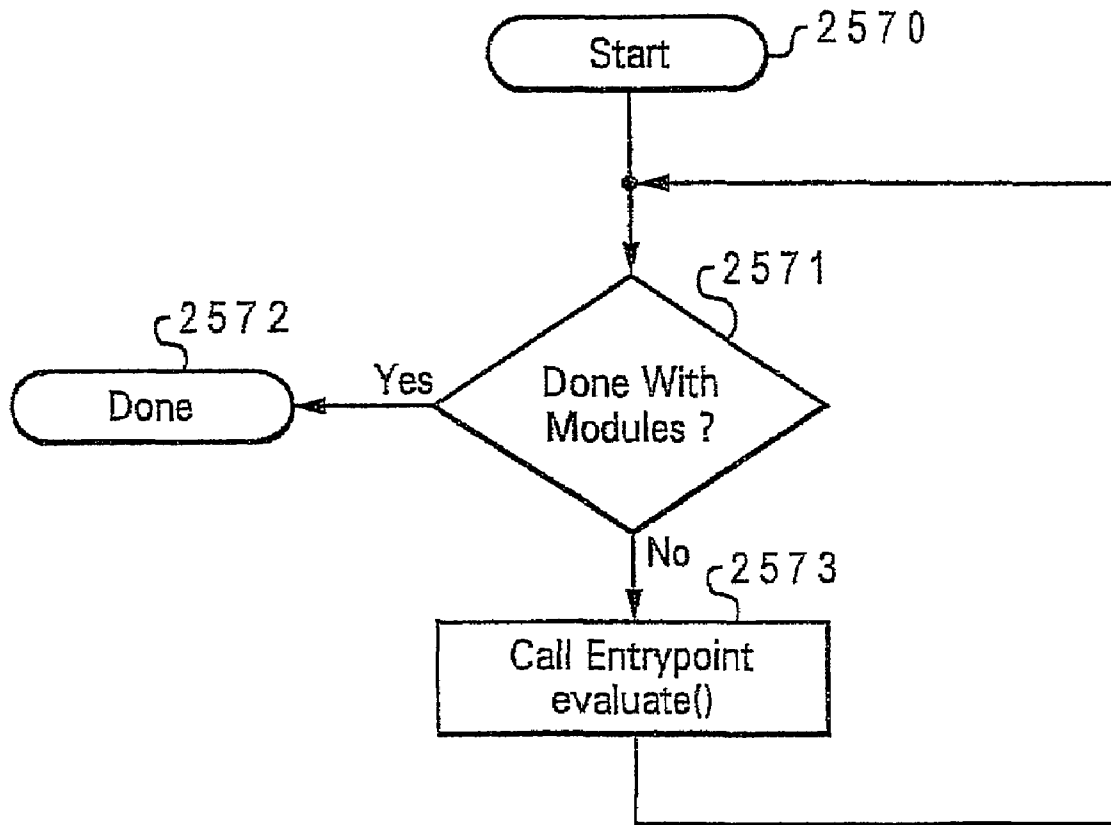 Start
2570
2571
Done With
Modules ?
Yes
2572
Done
No
2573
Call Entrypoint
evaluate()